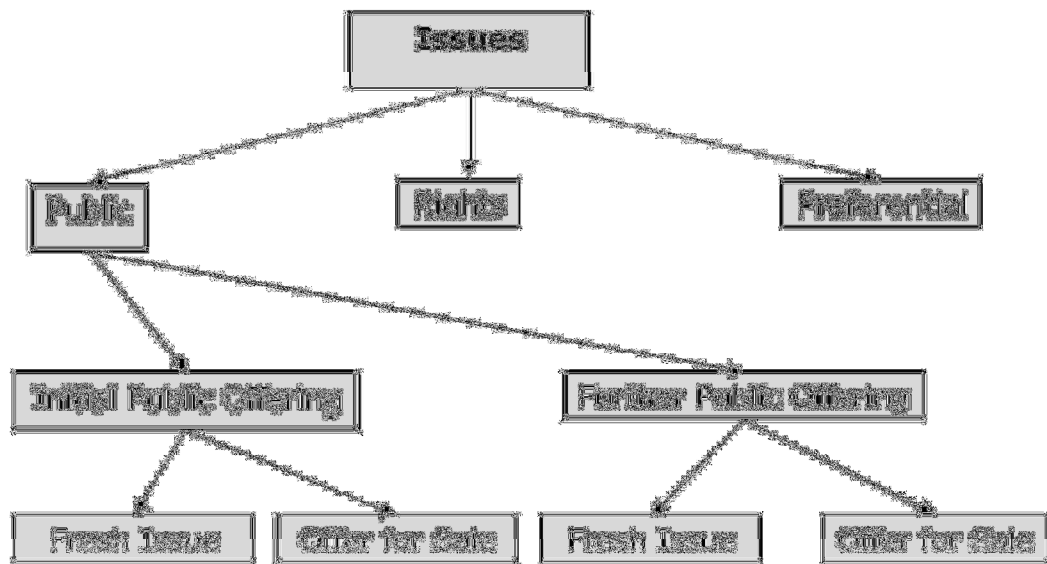 Issues
Public
Rights
Preferential
Initial Public Offering
Further Public Offering
Fresh Issue
Offer for Sale
Fresh Issue
Offer for Sale